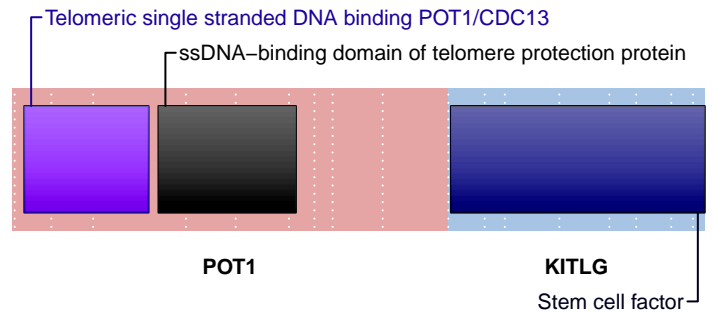 Telomeric single stranded DNA binding POT1/CDC13
ssDNA−binding domain of telomere protection protein
POT1
KITLG
Stem cell factor